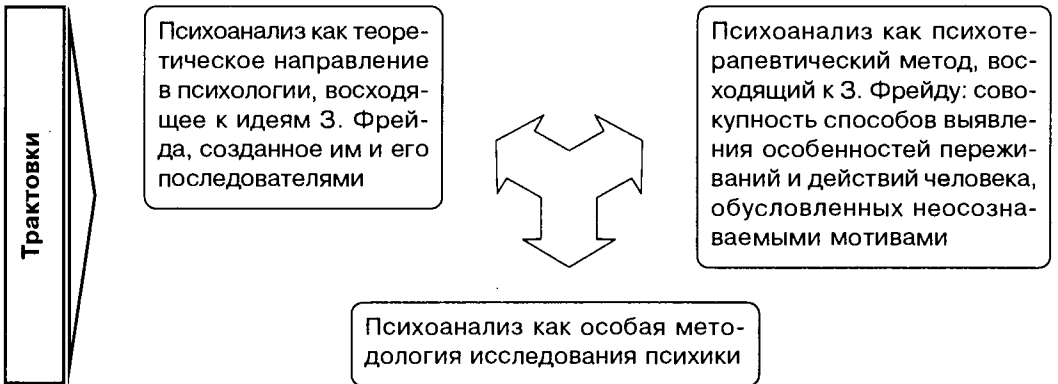 Трактовки
Психоанализ как теоре-
тическое направление
в психологии, восходя-
щее к идеям З. Фрей-
да, созданное им и его
последователями
Психоанализ как психоте-
рапевтический метод, вос-
ходящий к З. Фрейду: сово-
купность способов выявле-
ния особенностей пережи-
ваний и действий человека,
обусловленных неосозна-
ваемыми мотивами
Психоанализ как особая мето-
дология исследования психики